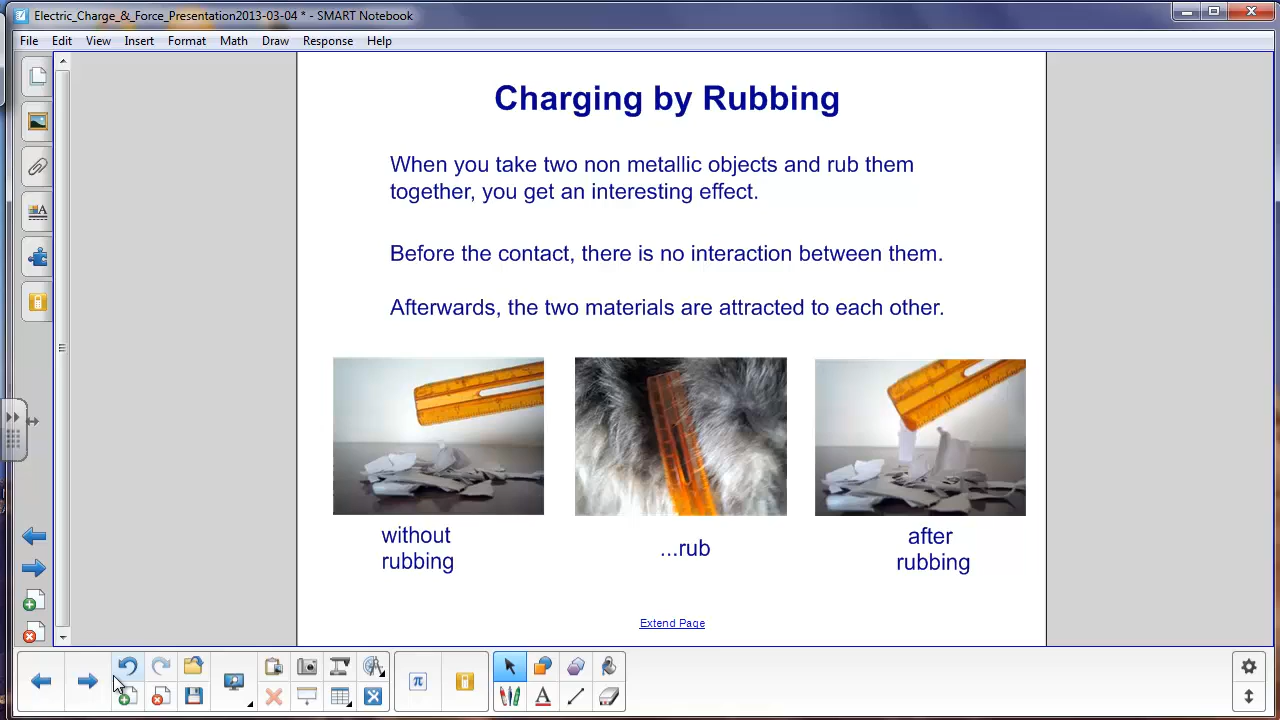 Electric_Charge_&_Force_Presentation2013-03-04 * - SMART Notebook
File Edit View Insert Format Math Draw Response Help
Charging by Rubbing
When you take two non metallic objects and rub them
together, you get an interesting effect.
Before the contact, there is no interaction between them.
Afterwards, the two materials are attracted to each other.
without
rubbing
...rub
after
rubbing
Extend Page